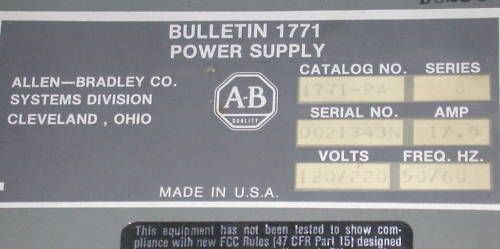 BULLETIN 1771
POWER SUPPLY
ALLEN—BRADLEY CO.
SYSTEMS DIVISION
CLEVELAND , OHIO
A-B
QUALITY
CATALOG NO. SERIES
1771-PA
SERIAL NO. AMP
0021343N 17.5
VOLTS FREQ. HZ.
120/220 50/60
MADE IN U.S.A.
This equipment has not been tested to show com-
pliance with new FCC Rules (47 CFR Part 15) designed